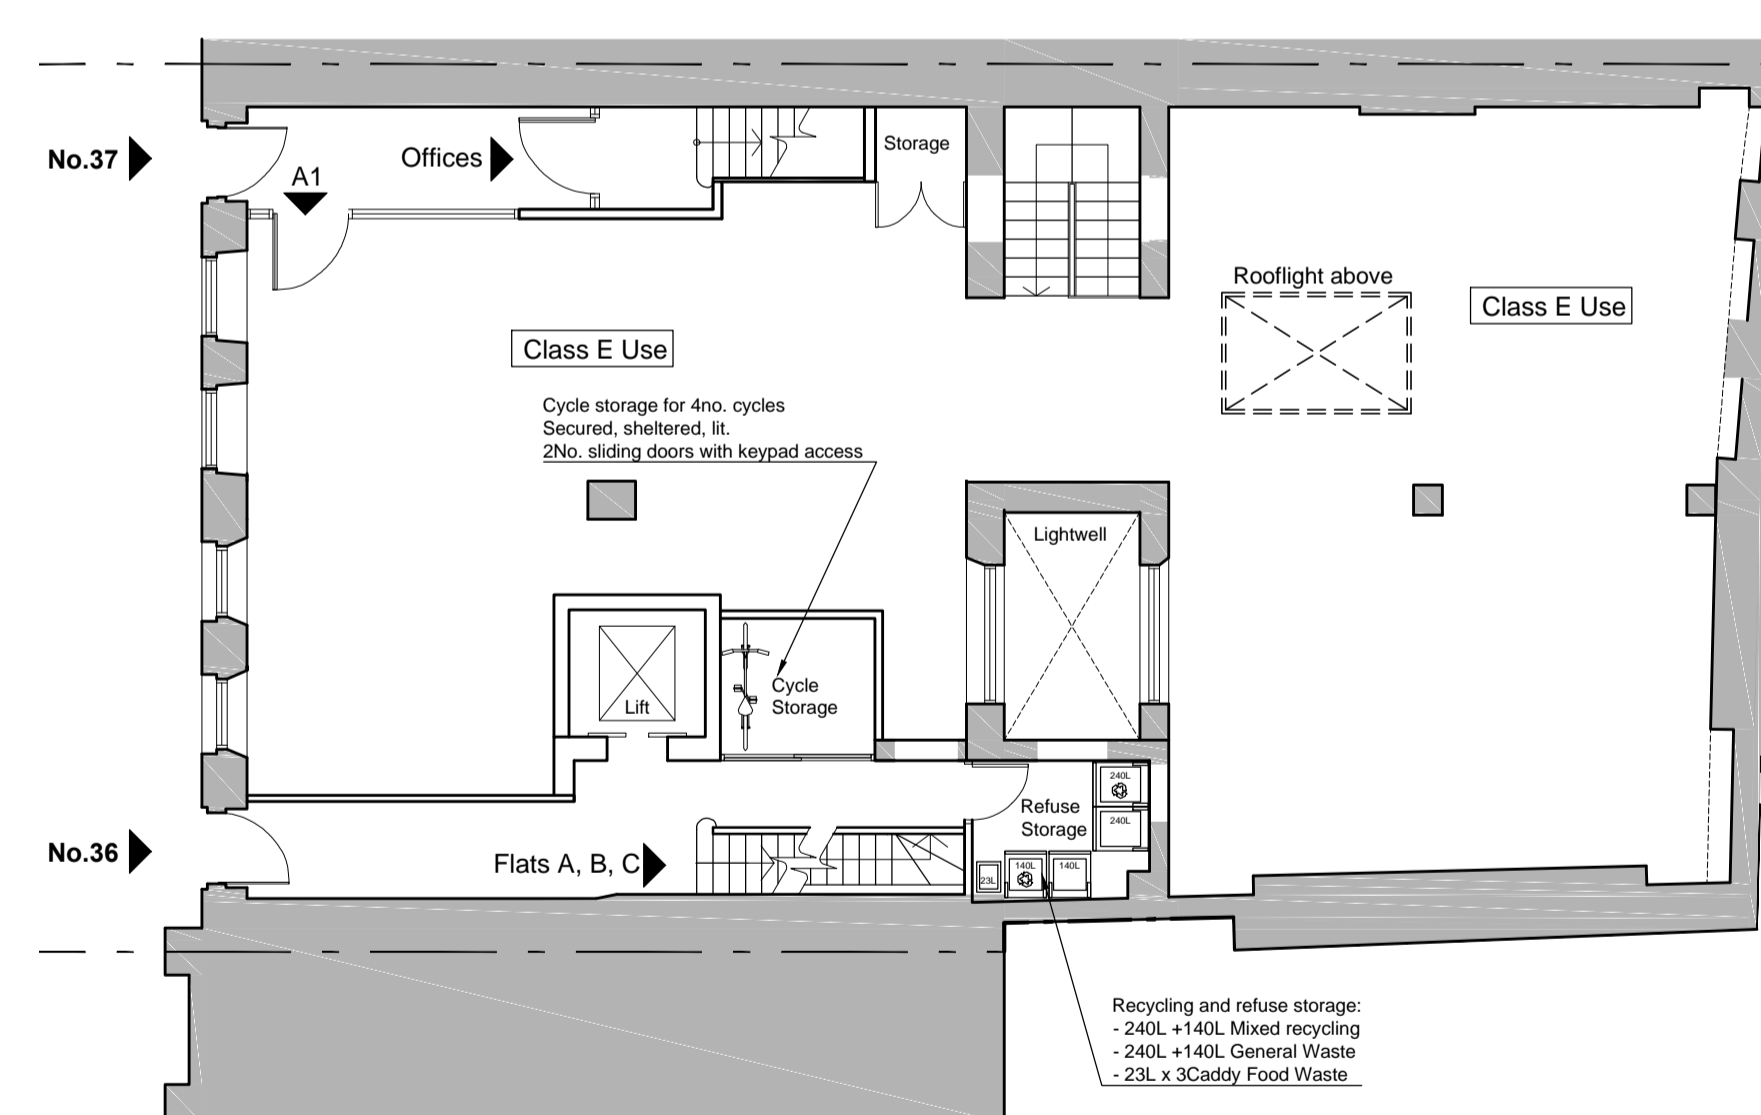 No.37
Offices
A1
Storage
Rooflight above
Class E Use
Class E Use
Cycle storage for 4no. cycles
Secured, sheltered, lit.
2No. sliding doors with keypad access
Lightwell
Lift
Cycle
Storage
No.36
Flats A, B, C
Refuse
Storage
240L
240L
23L
140L
140L
Recycling and refuse storage:
- 240L +140L Mixed recycling
- 240L +140L General Waste
- 23L x 3Caddy Food Waste